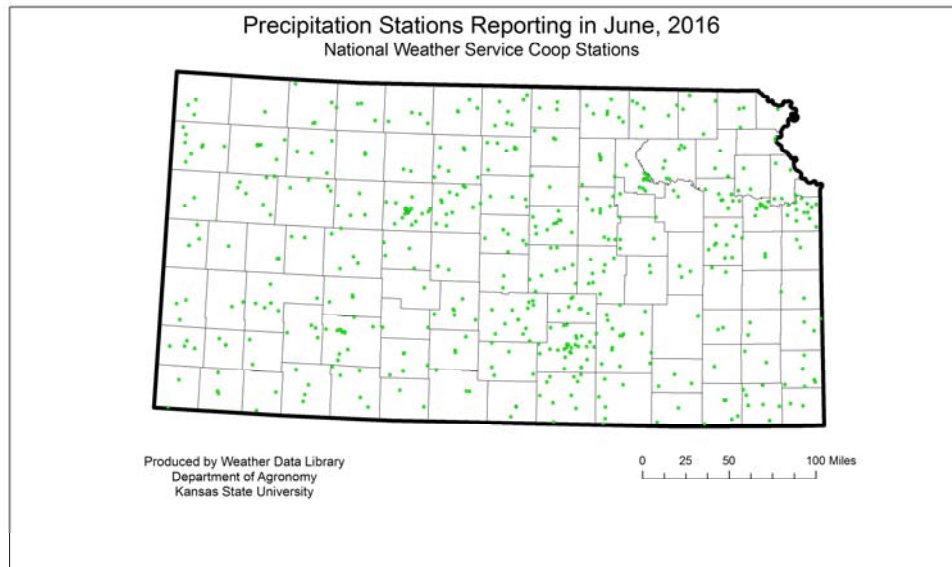 Precipitation Stations Reporting in June, 2016
National Weather Service Coop Stations
Produced by Weather Data Library
Department of Agronomy
Kansas State University
0 25 50 100 Miles